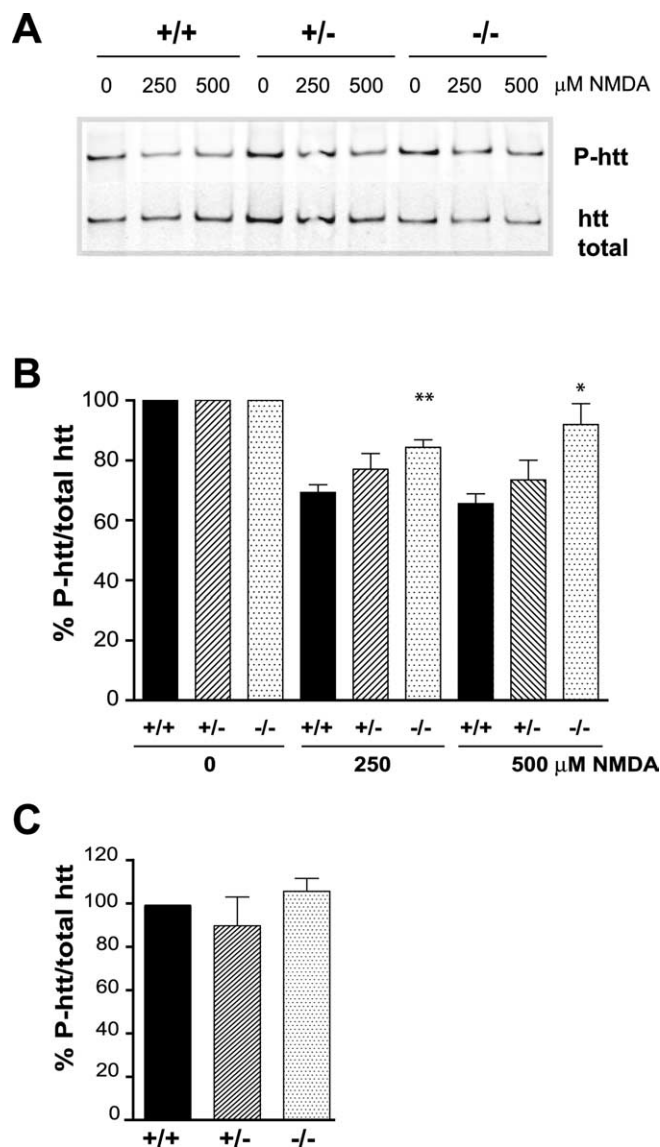 A
+/+ +/- -/-
0 250 500 0 250 500 0 250 500 μM NMDA
P-htt
htt
total
B
% P-htt/total htt
100
80
60
40
20
0
** *
+/+ +/- -/- +/+ +/- -/- +/+ +/- -/-
0 250 500 μM NMDA
C
% P-htt/total htt
120
100
80
60
40
20
0
+/+ +/- -/-